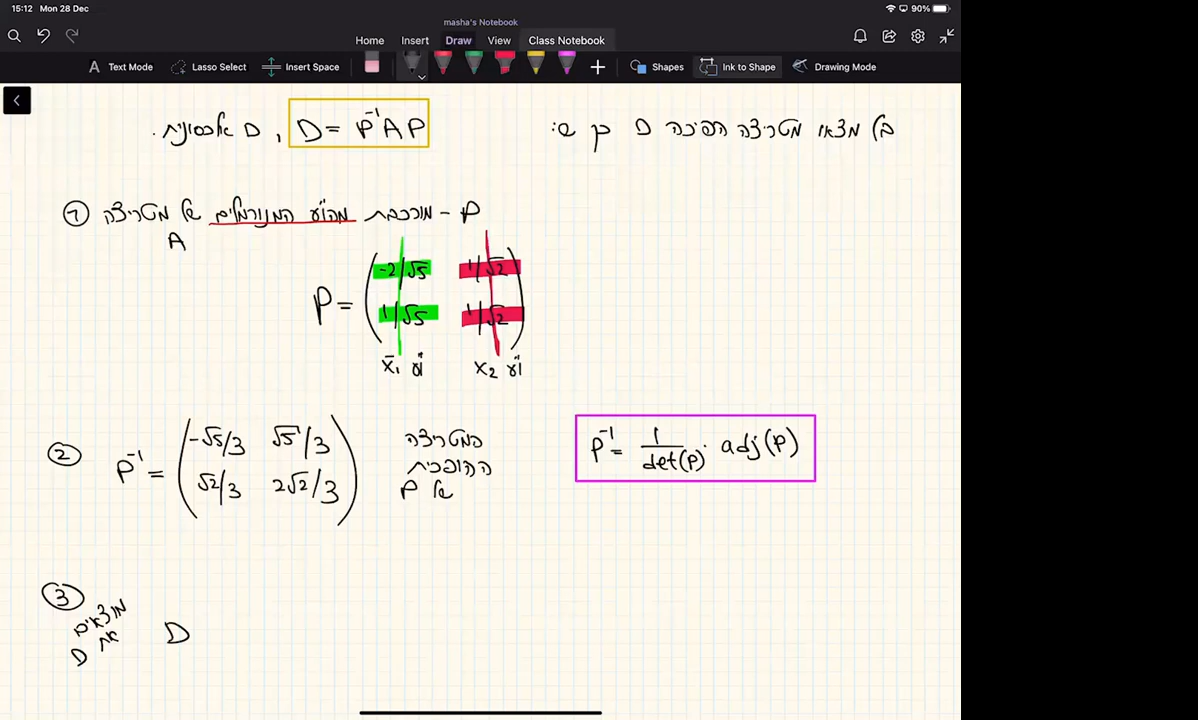 15:12 Mon 28 Dec
90%
masha's Notebook
Home Insert Draw View Class Notebook
Text Mode Lasso Select Insert Space Shapes Ink to Shape Drawing Mode
ב) מצאו מטריצה הפיכה D כך ש: D = P⁻¹AP , D אלכסונית.
① P - מורכבת מהו"ע המנורמלים של מטריצה A
P = ( -2/√5 1/√2
1/√5 1/√2 )
ו"ע x̄₁ ו"ע x₂
② P⁻¹ = ( -√5/3 √5/3
√2/3 2√2/3 )
המטריצה
ההופכית
של P
P⁻¹ = 1/det(P) · adj(P)
③
מוצאים
את
D
D